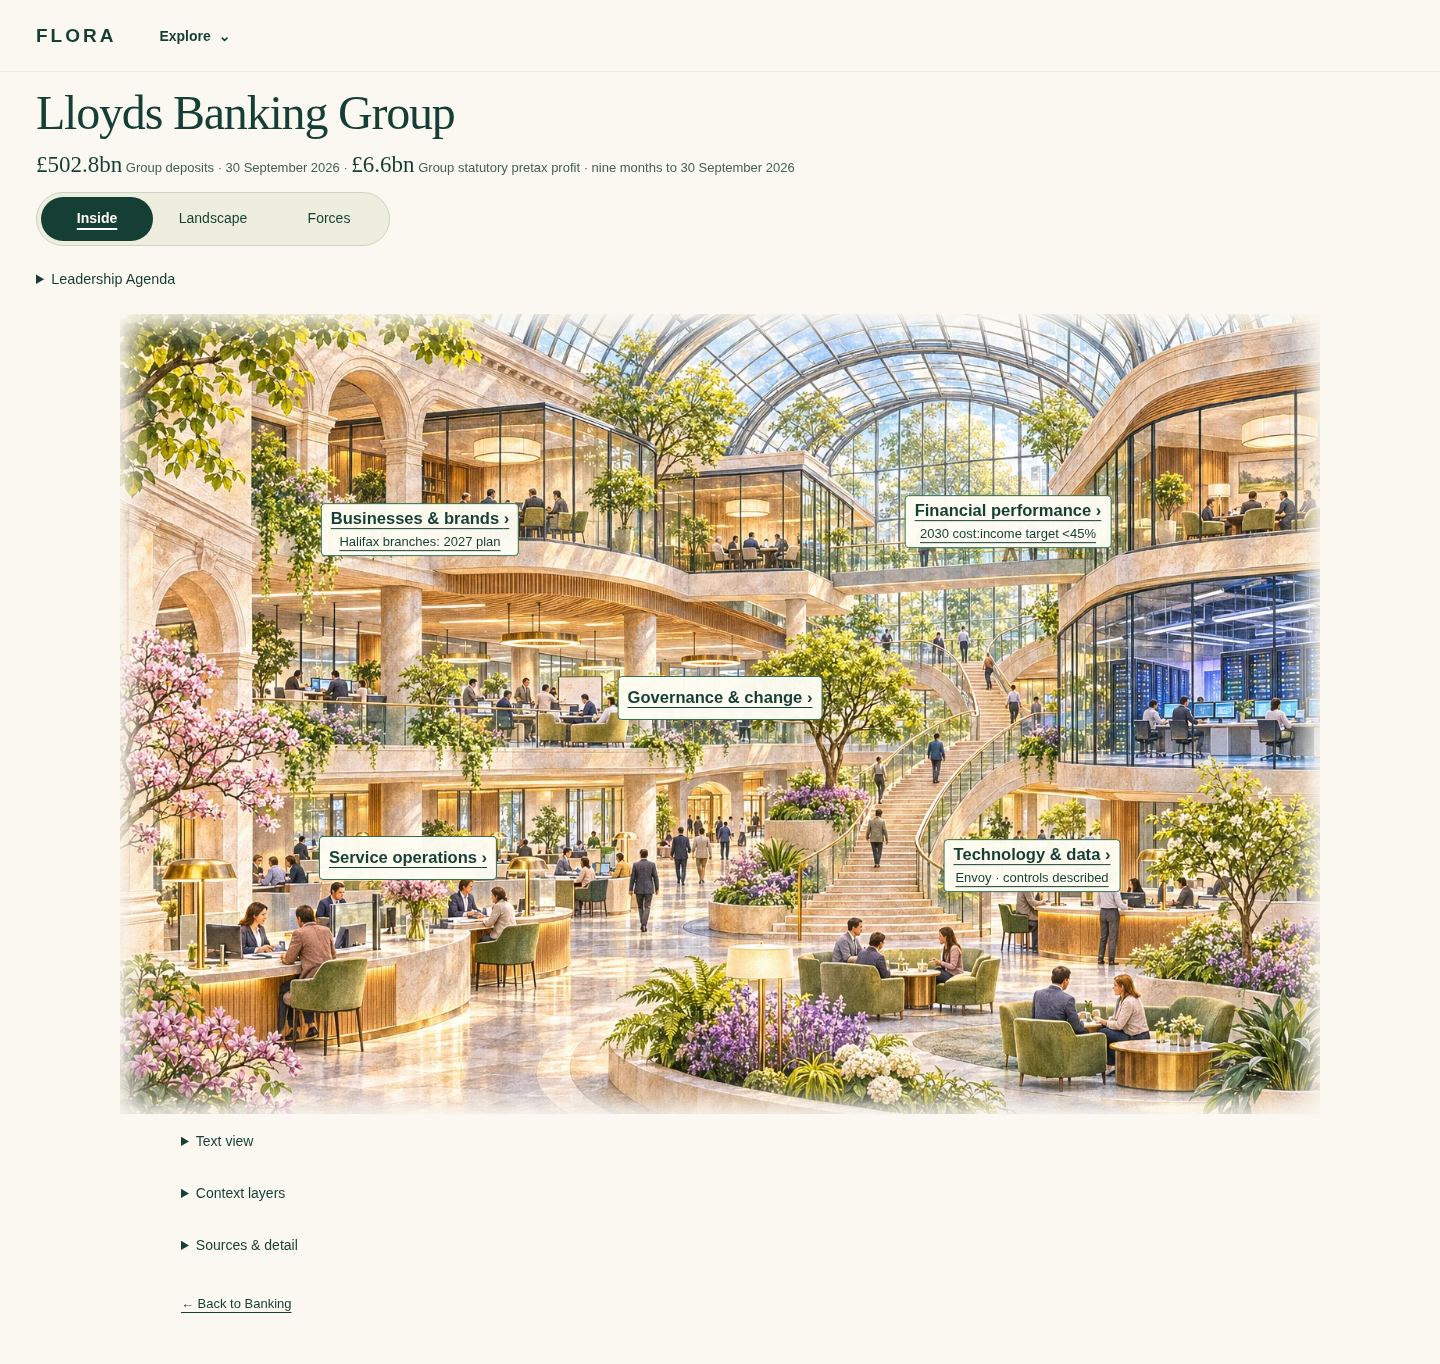 FLORA
Explore ⌄
Lloyds Banking Group
£502.8bn Group deposits · 30 September 2026 · £6.6bn Group statutory pretax profit · nine months to 30 September 2026
Inside
Landscape
Forces
▶ Leadership Agenda
Financial performance ›
2030 cost:income target <45%
Businesses & brands ›
Halifax branches: 2027 plan
Governance & change ›
Service operations ›
Technology & data ›
Envoy · controls described
▶ Text view
▶ Context layers
▶ Sources & detail
← Back to Banking